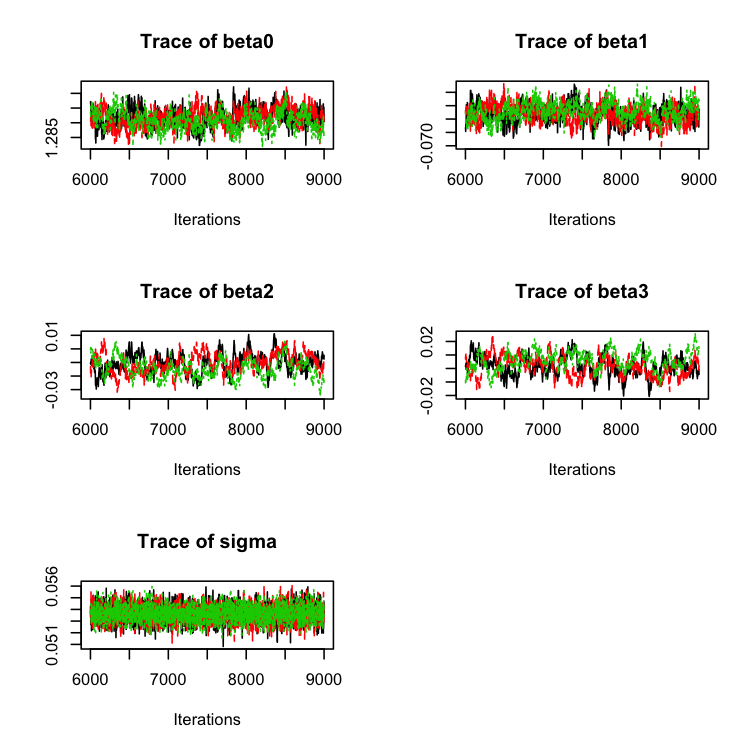 Trace of beta0
1.285
6000 7000 8000 9000
Iterations
Trace of beta1
-0.070
6000 7000 8000 9000
Iterations
Trace of beta2
0.01
-0.03
6000 7000 8000 9000
Iterations
Trace of beta3
0.02
-0.02
6000 7000 8000 9000
Iterations
Trace of sigma
0.056
0.051
6000 7000 8000 9000
Iterations